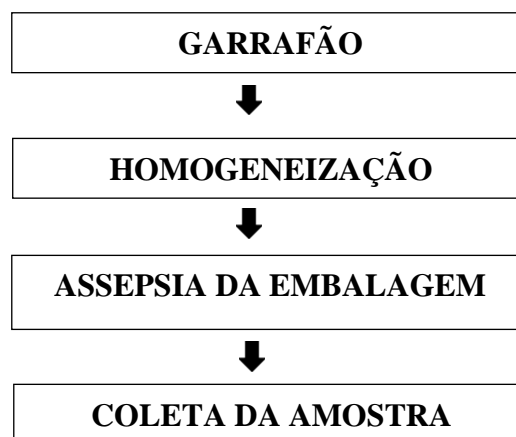 GARRAFÃO
HOMOGENEIZAÇÃO
ASSEPSIA DA EMBALAGEM
COLETA DA AMOSTRA